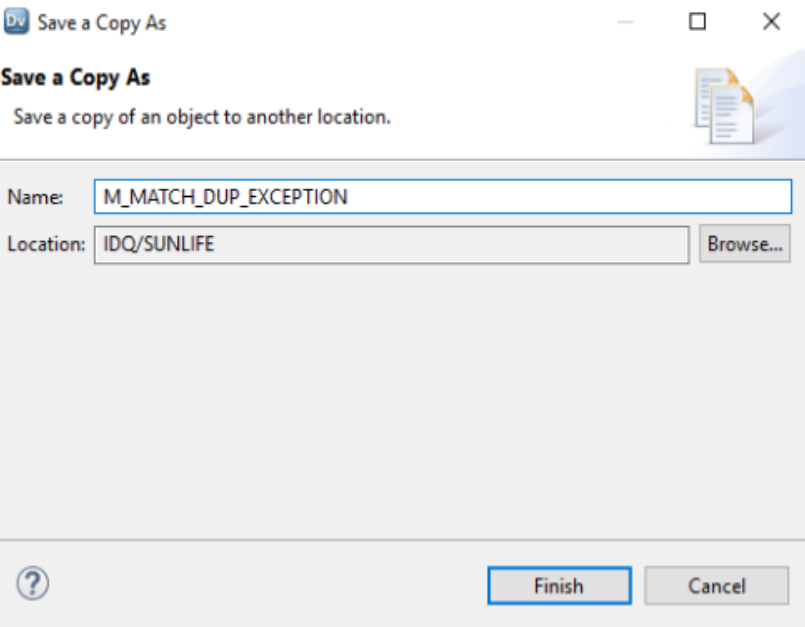 Dv Save a Copy As
Save a Copy As
Save a copy of an object to another location.
Name: M_MATCH_DUP_EXCEPTION
Location: IDQ/SUNLIFE Browse...
? Finish Cancel